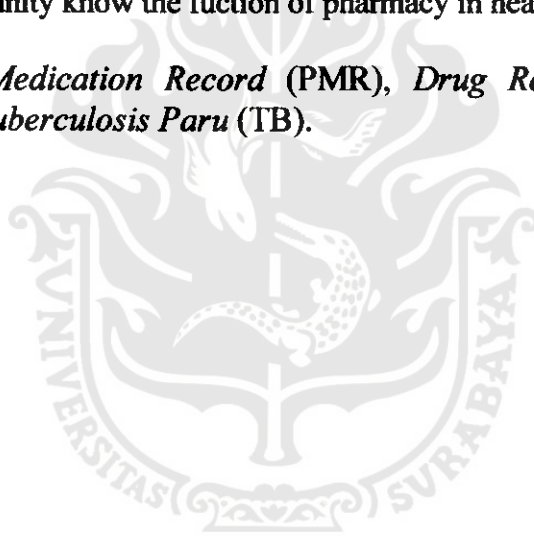 nity know the fuction of pharmacy in hea
Medication Record (PMR), Drug Re
uberculosis Paru (TB).
UNIVERSITAS SURABAYA